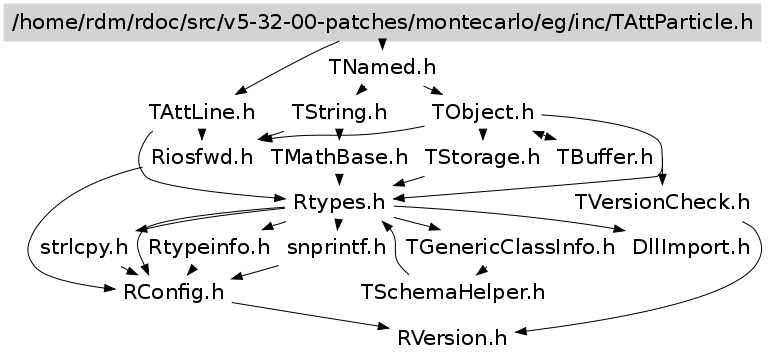 /home/rdm/rdoc/src/v5-32-00-patches/montecarlo/eg/inc/TAttParticle.h
TNamed.h
TAttLine.h TString.h TObject.h
Riosfwd.h TMathBase.h TStorage.h TBuffer.h
Rtypes.h TVersionCheck.h
strlcpy.h Rtypeinfo.h snprintf.h TGenericClassInfo.h DllImport.h
RConfig.h TSchemaHelper.h
RVersion.h